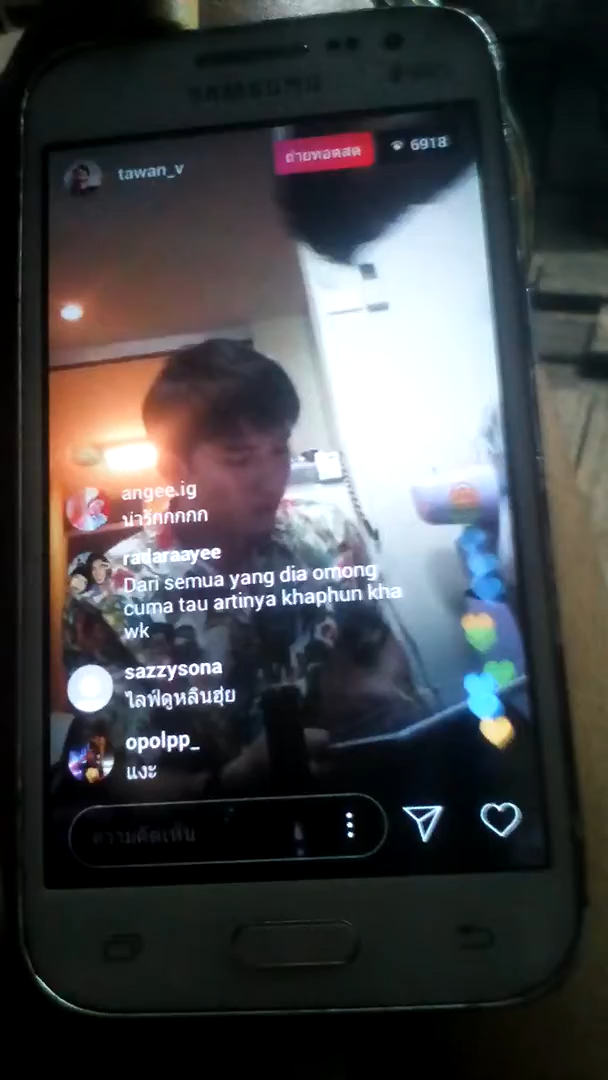 SAMSUNG
tawan_v
ถ่ายทอดสด
6918
angee.ig
น่ารักกกกก
radaraayee
Dari semua yang dia omong
cuma tau artinya khaphun kha
wk
sazzysona
ไลฟ์ดูหลินฮุ่ย
opolpp_
แงะ
ความคิดเห็น